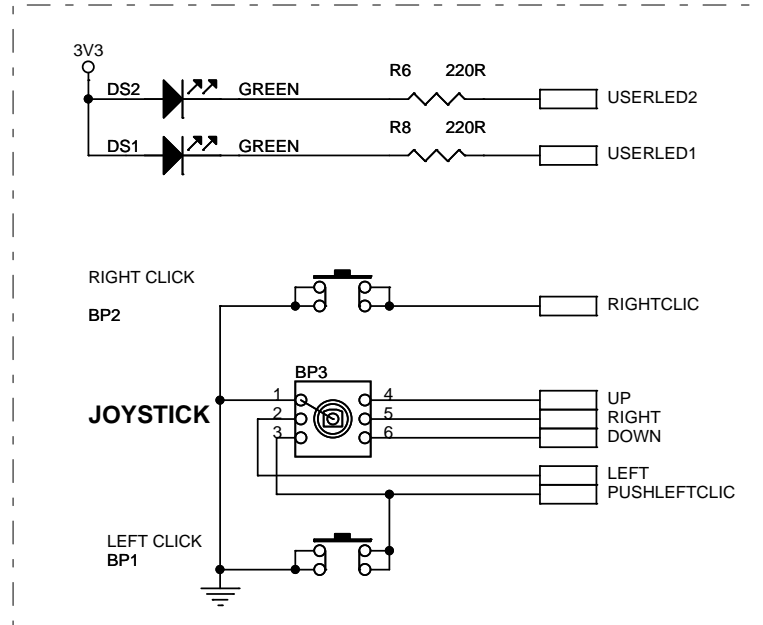 3V3
DS2 GREEN R6 220R USERLED2
DS1 GREEN R8 220R USERLED1
RIGHT CLICK
BP2
RIGHTCLIC
JOYSTICK
BP3
1 4 UP
2 5 RIGHT
3 6 DOWN
LEFT
PUSHLEFTCLIC
LEFT CLICK
BP1